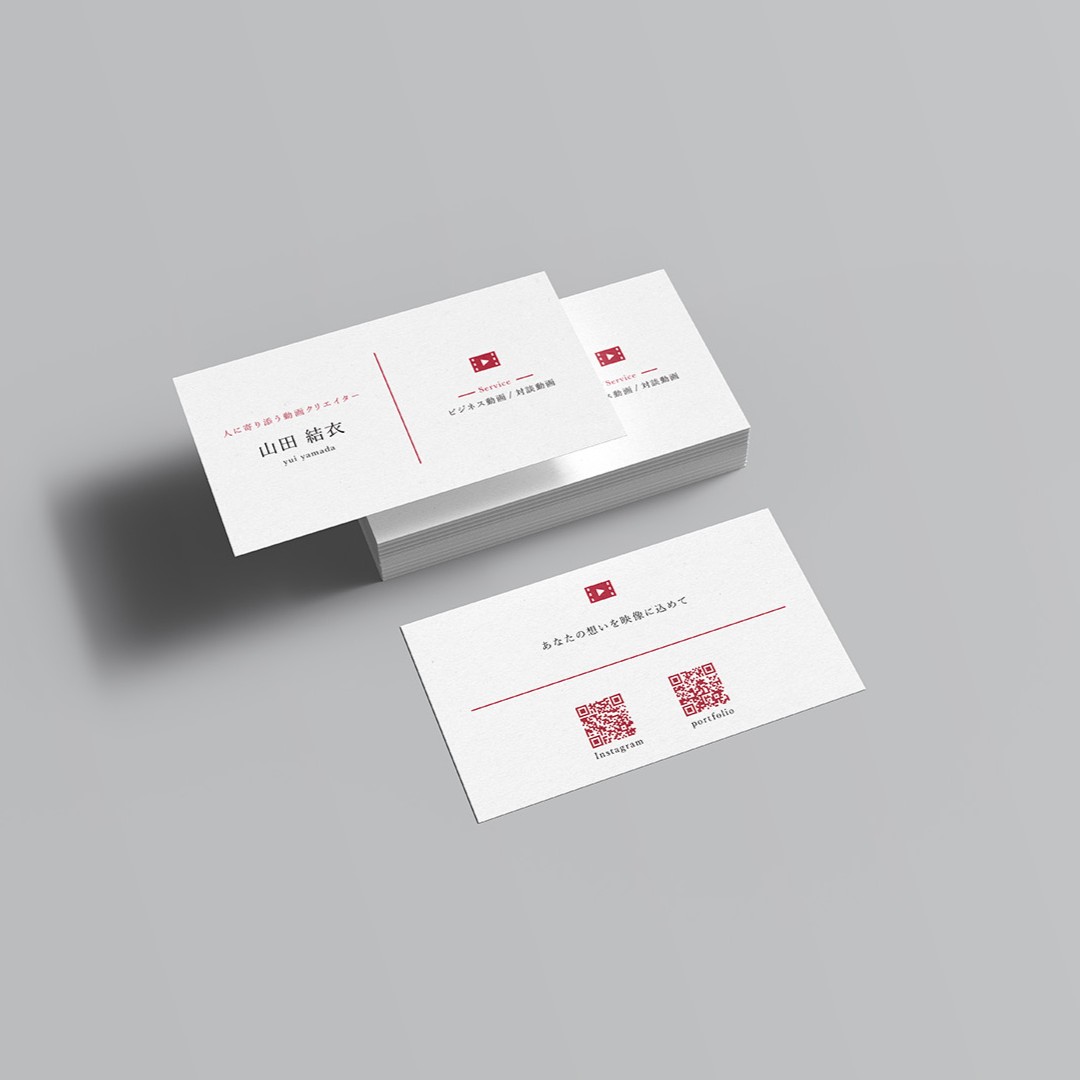 人に寄り添う動画クリエイター
山田 結衣
yui yamada
Service
ビジネス動画 / 対談動画
Service
ス動画 / 対談動画
あなたの想いを映像に込めて
Instagram
portfolio